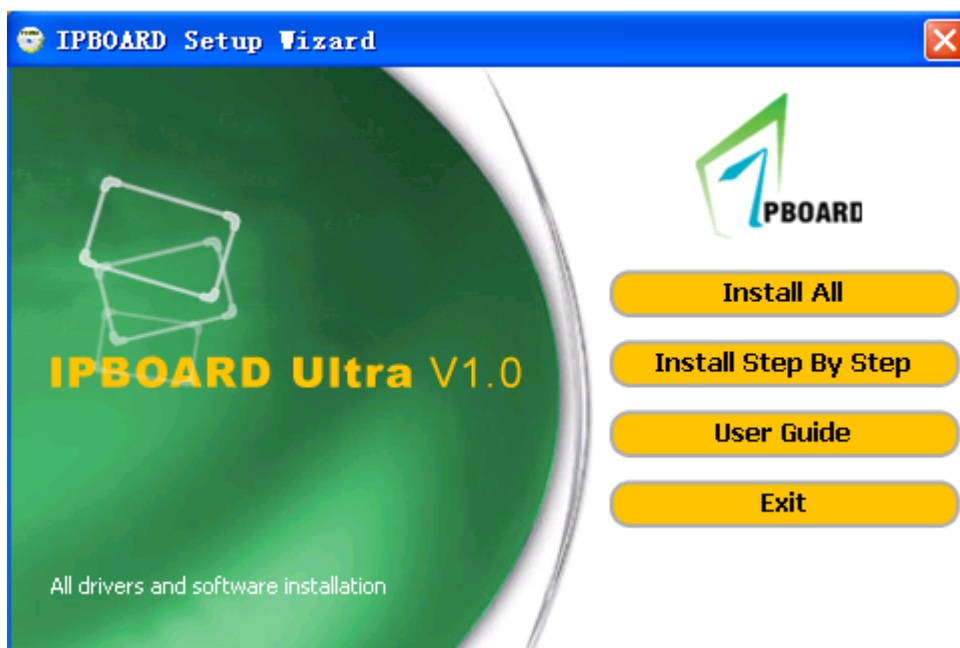 IPBOARD Setup Wizard
IPBOARD Ultra V1.0
All drivers and software installation
PBOARD
Install All
Install Step By Step
User Guide
Exit